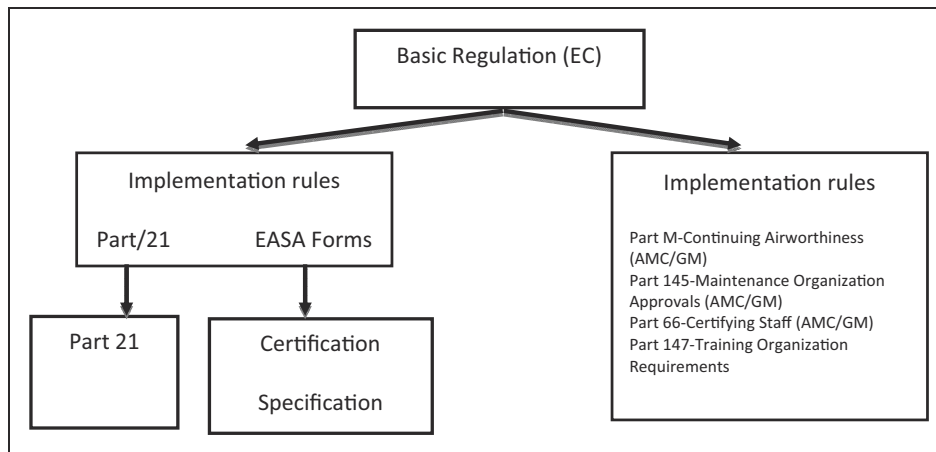 Basic Regulation (EC)
Implementation rules
Part/21 EASA Forms
Part 21
Certification
Specification
Implementation rules
Part M-Continuing Airworthiness
(AMC/GM)
Part 145-Maintenance Organization
Approvals (AMC/GM)
Part 66-Certifying Staff (AMC/GM)
Part 147-Training Organization
Requirements